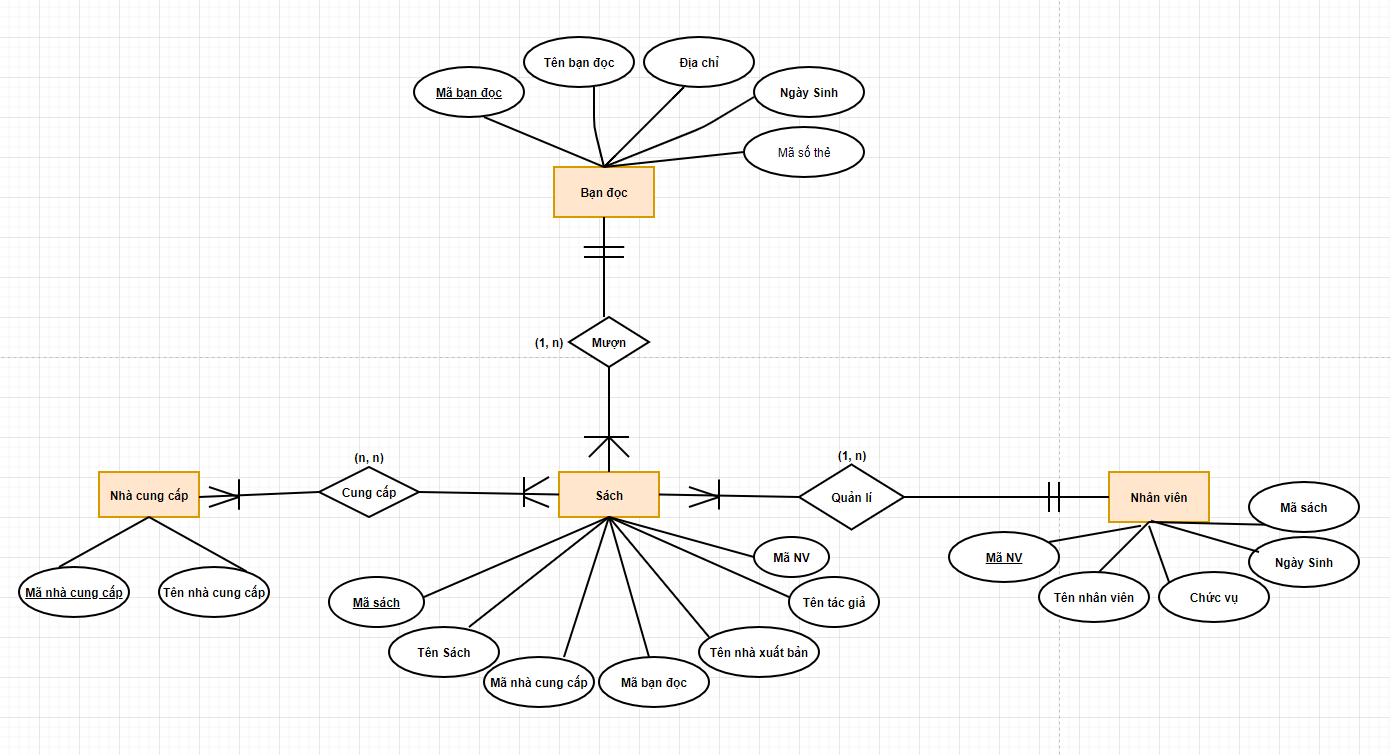 Tên bạn đọc
Địa chỉ
Mã bạn đọc
Ngày Sinh
Mã số thẻ
Bạn đọc
(1, n)
Mượn
(n, n)
(1, n)
Nhà cung cấp
Cung cấp
Sách
Quản lí
Nhân viên
Mã sách
Mã nhà cung cấp
Tên nhà cung cấp
Mã sách
Tên Sách
Mã nhà cung cấp
Mã bạn đọc
Tên nhà xuất bản
Tên tác giả
Mã NV
Mã NV
Tên nhân viên
Chức vụ
Ngày Sinh